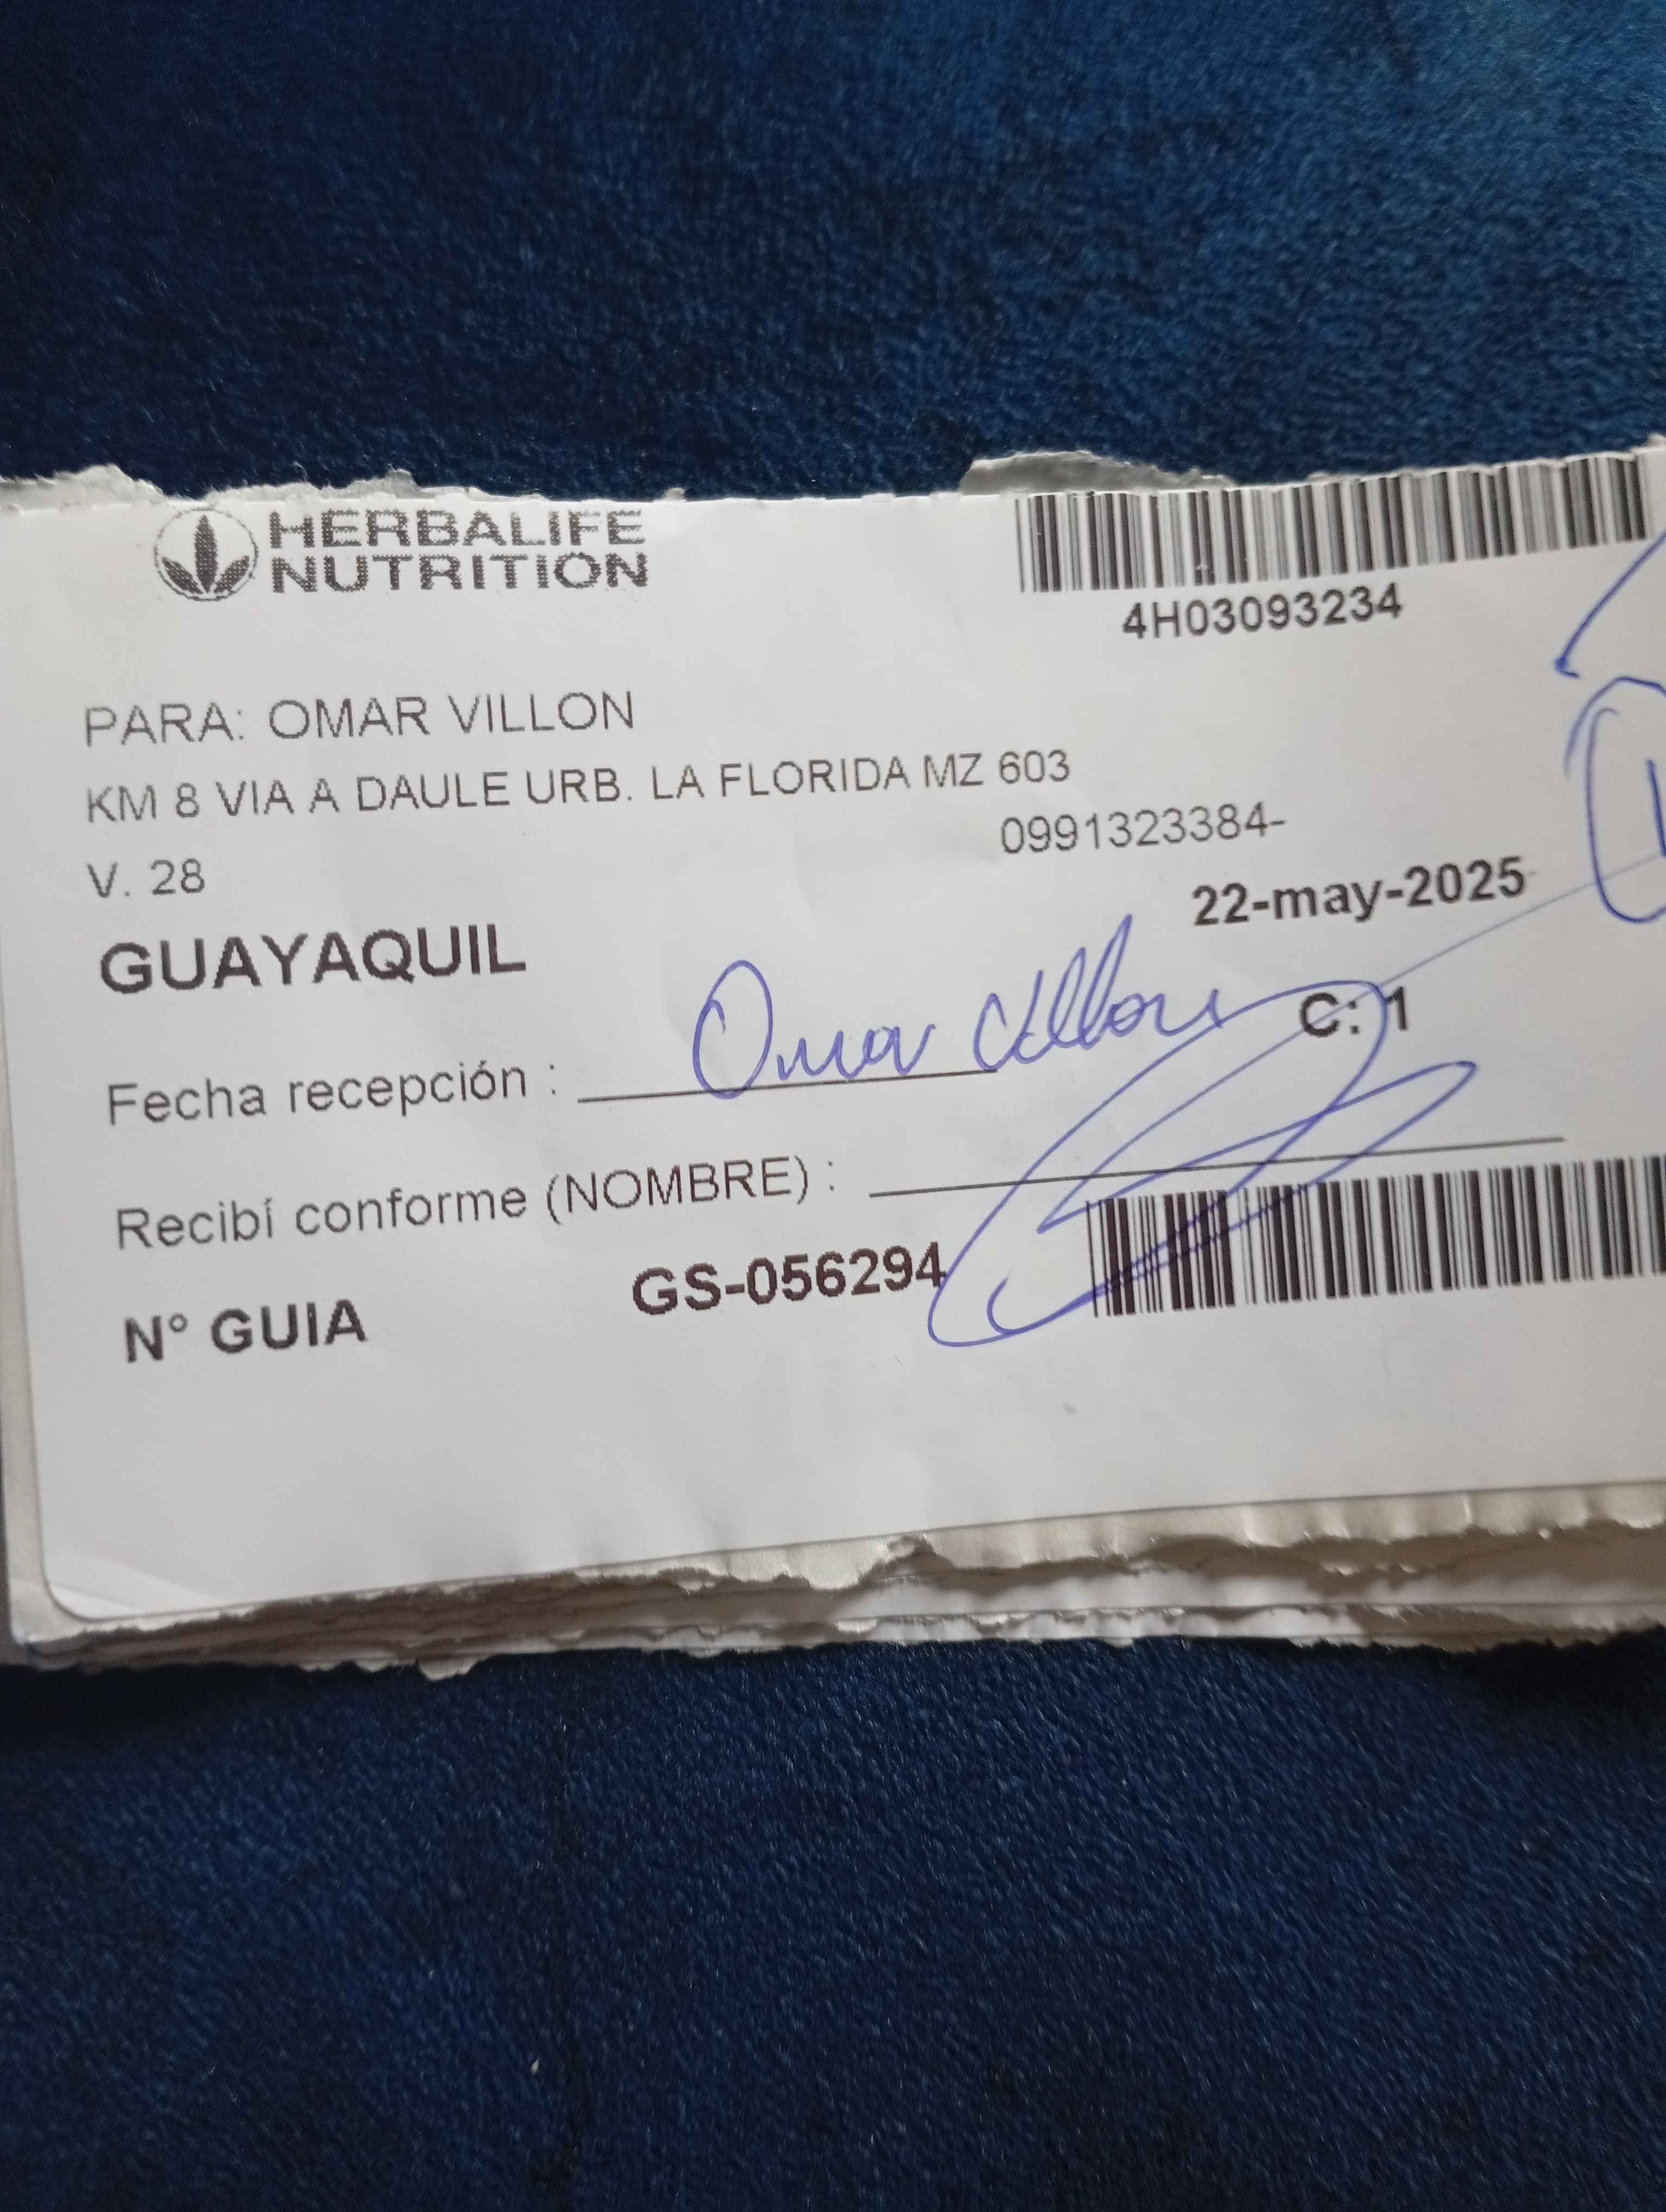 HERBALIFE
NUTRITION
4H03093234
PARA: OMAR VILLON
KM 8 VIA A DAULE URB. LA FLORIDA MZ 603
V. 28
0991323384-
22-may-2025
GUAYAQUIL
C: 1
Fecha recepción : Omar Villon
Recibí conforme (NOMBRE) :
N° GUIA GS-056294